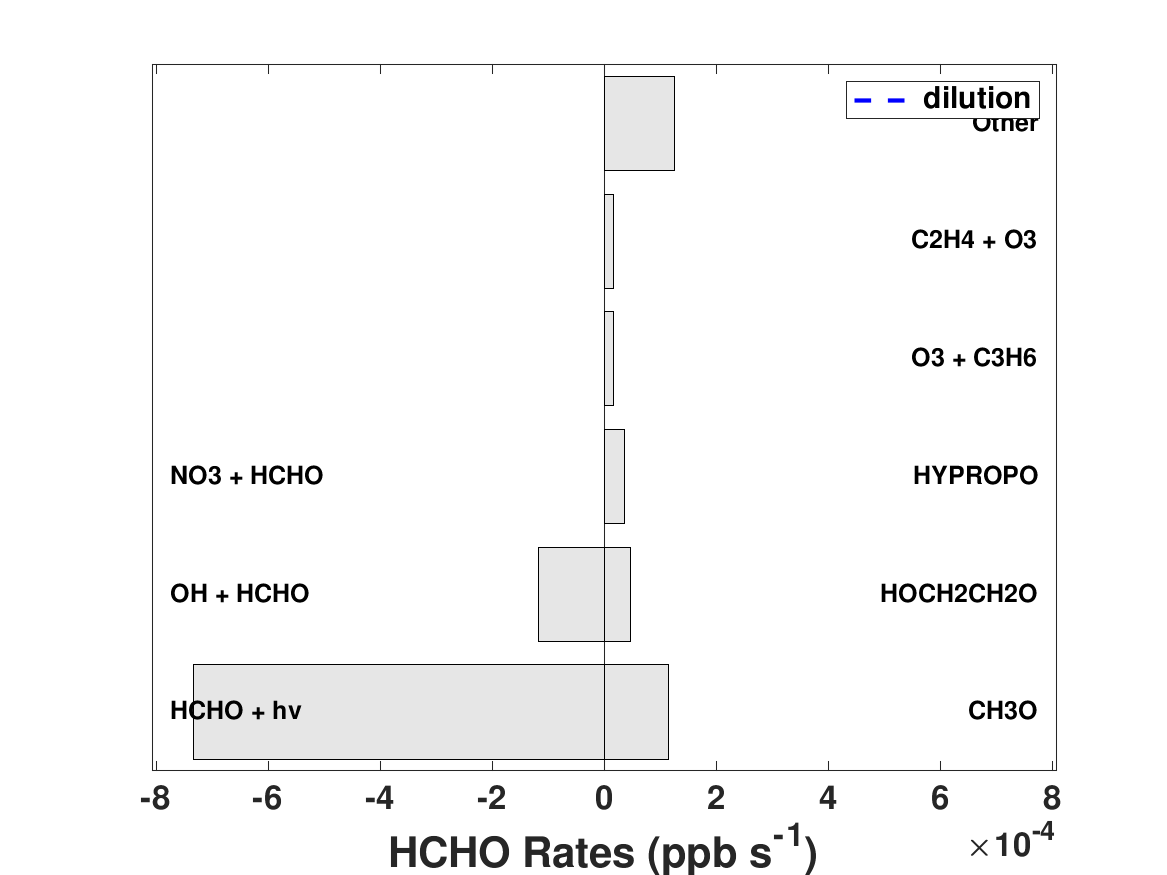 dilution
Other
C2H4 + O3
O3 + C3H6
NO3 + HCHO
HYPROPO
OH + HCHO
HOCH2CH2O
HCHO + hv
CH3O
-8 -6 -4 -2 0 2 4 6 8
×10^-4
HCHO Rates (ppb s^-1)